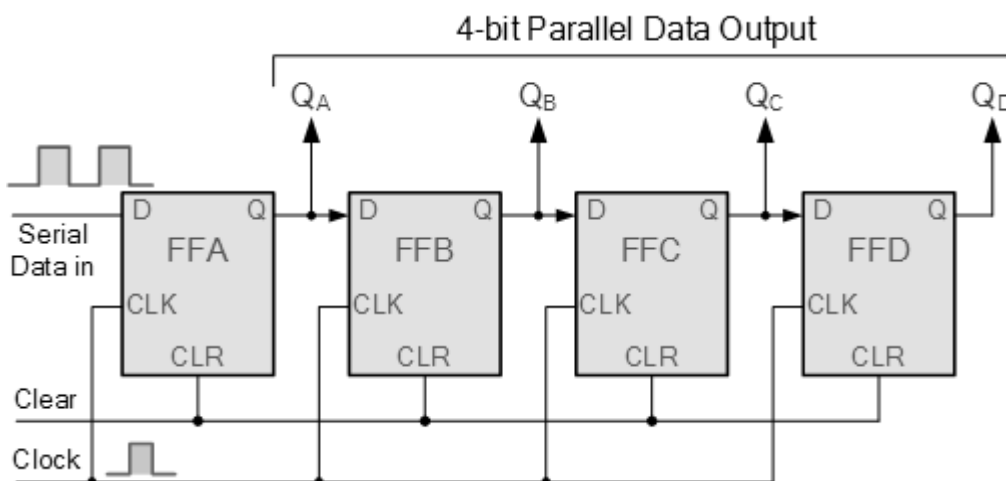 4-bit Parallel Data Output
QA QB QC QD
D Q D Q D Q D Q
Serial
Data in
FFA FFB FFC FFD
CLK CLK CLK CLK
CLR CLR CLR CLR
Clear
Clock